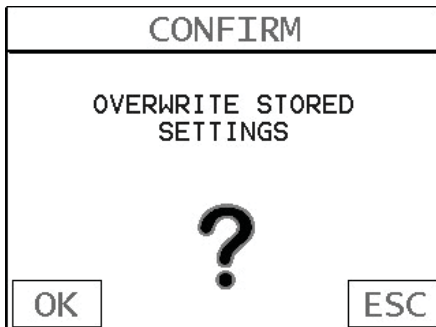 CONFIRM
OVERWRITE STORED
SETTINGS
?
OK ESC